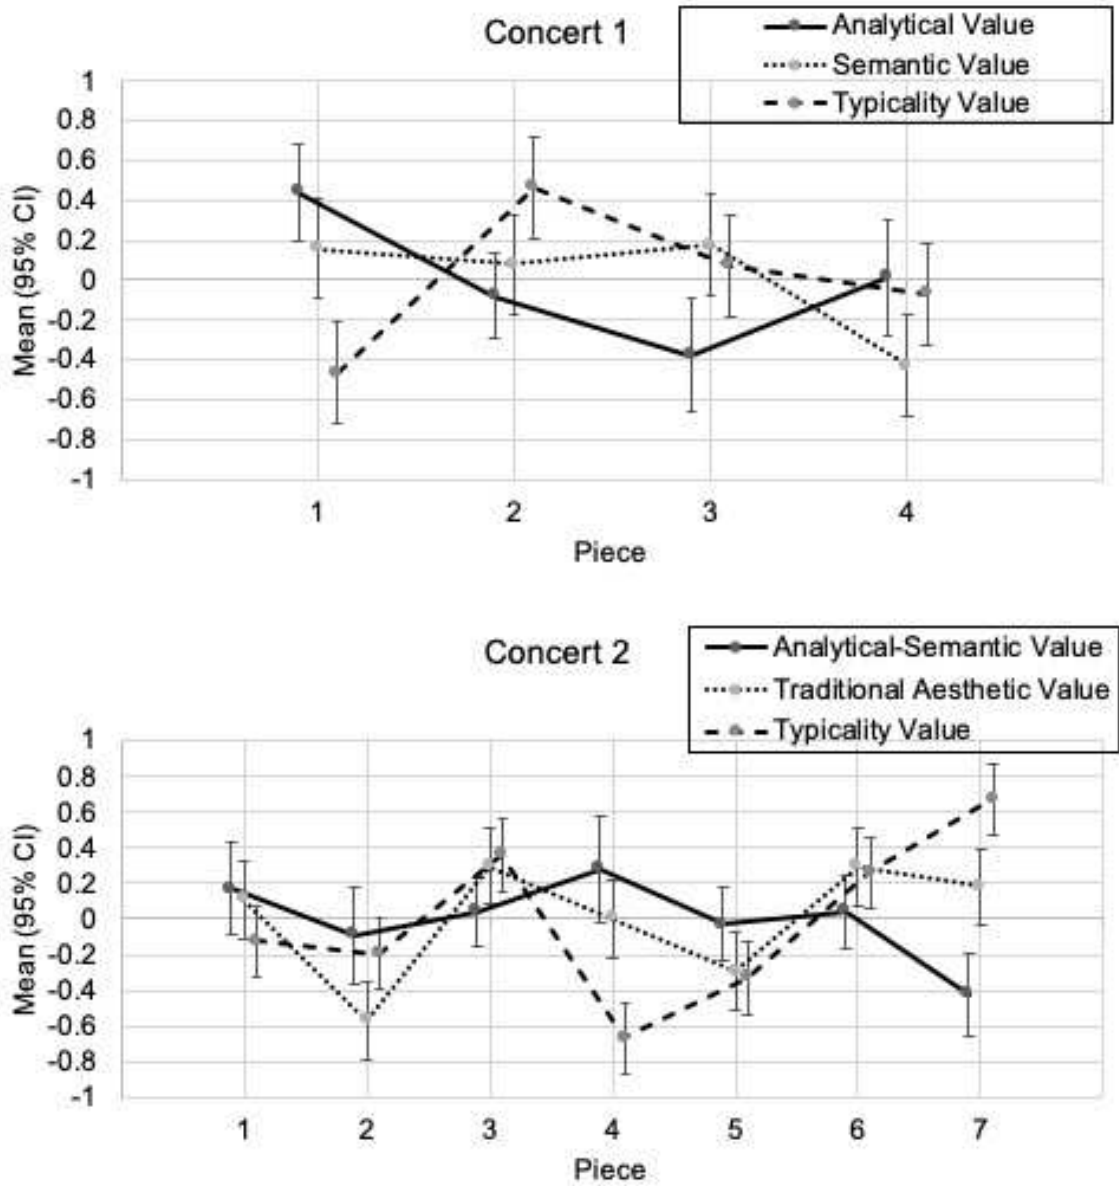 Concert 1
Analytical Value
Semantic Value
Typicality Value
Mean (95% CI)
1
0.8
0.6
0.4
0.2
0
-0.2
-0.4
-0.6
-0.8
-1
1 2 3 4
Piece
Concert 2
Analytical-Semantic Value
Traditional Aesthetic Value
Typicality Value
Mean (95% CI)
1
0.8
0.6
0.4
0.2
0
-0.2
-0.4
-0.6
-0.8
-1
1 2 3 4 5 6 7
Piece